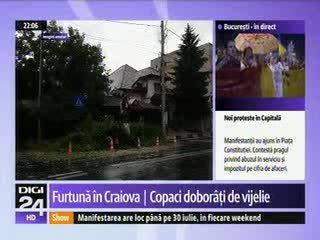 22:06
imagini amator
București - în direct
Noi proteste în Capitală
Manifestanții au ajuns în Piața
Constituției. Contestă pragul
privind abuzul în serviciu și
impozitul pe cifra de afaceri.
Furtună în Craiova | Copaci doborâți de vijelie
DIGI
24
HD
Show
Manifestarea are loc până pe 30 iulie, în fiecare weekend